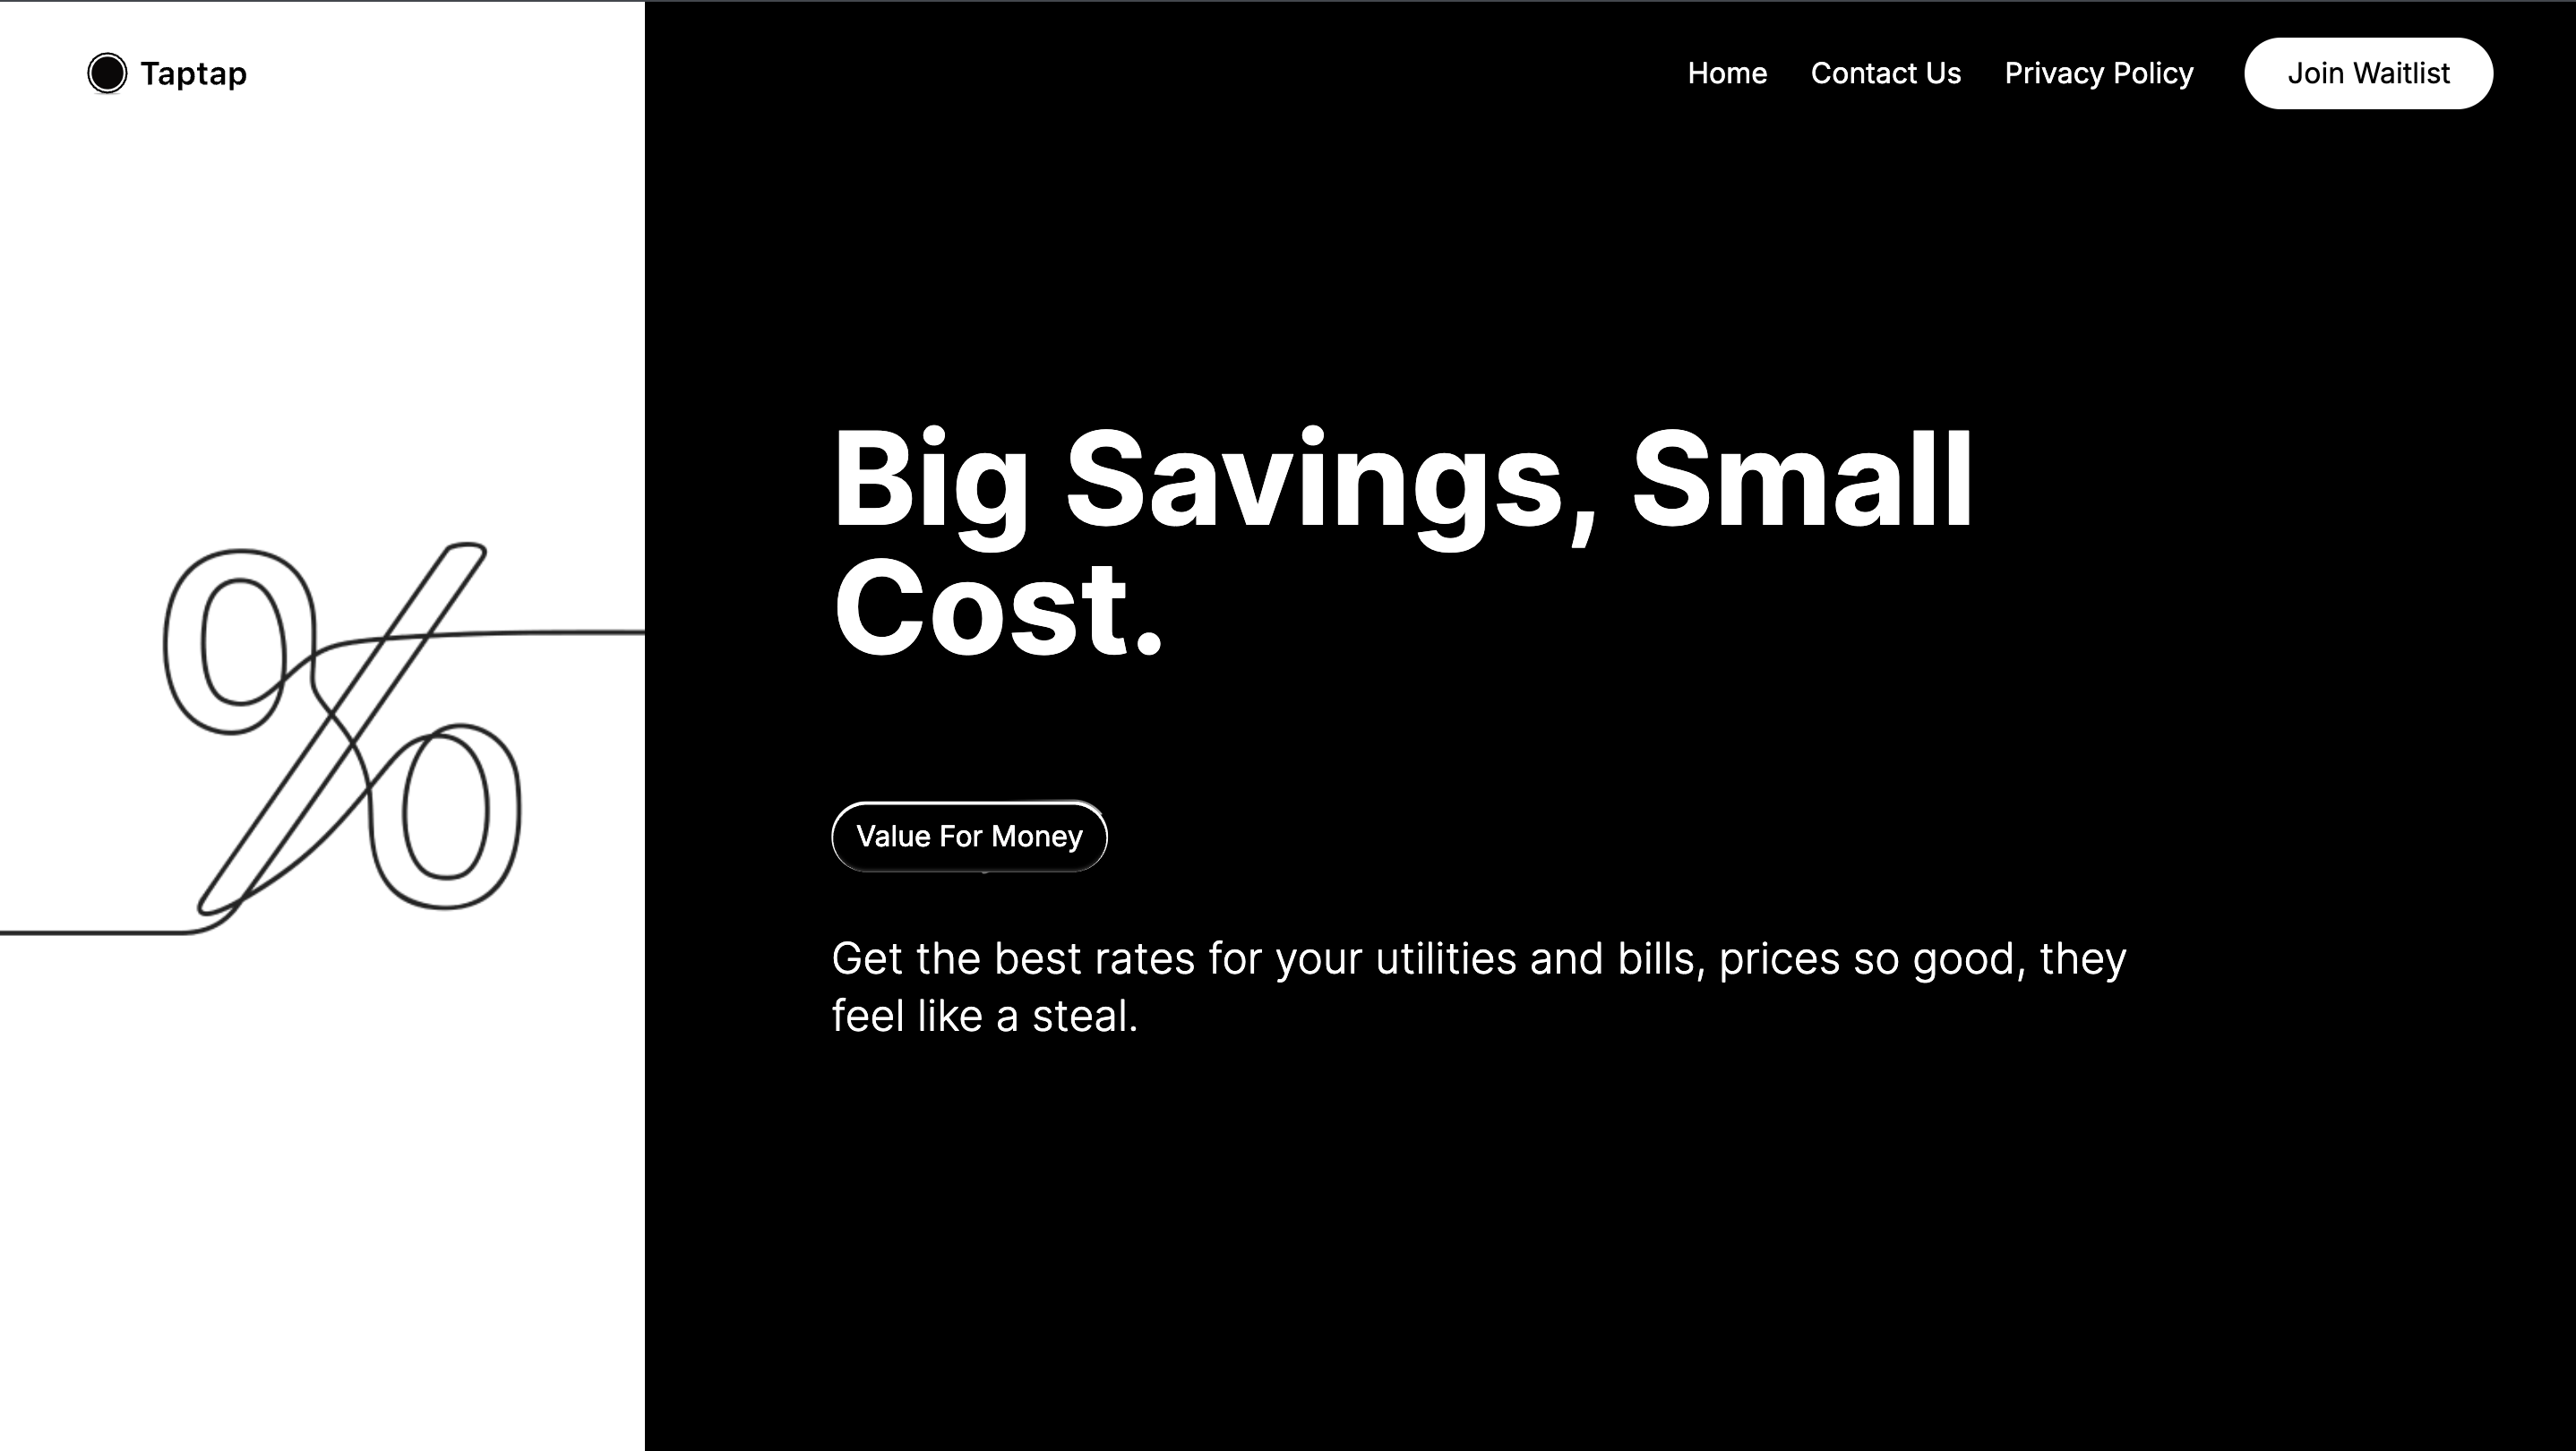 Taptap
Home
Contact Us
Privacy Policy
Join Waitlist
%
Big Savings, Small
Cost.
Value For Money
Get the best rates for your utilities and bills, prices so good, they
feel like a steal.